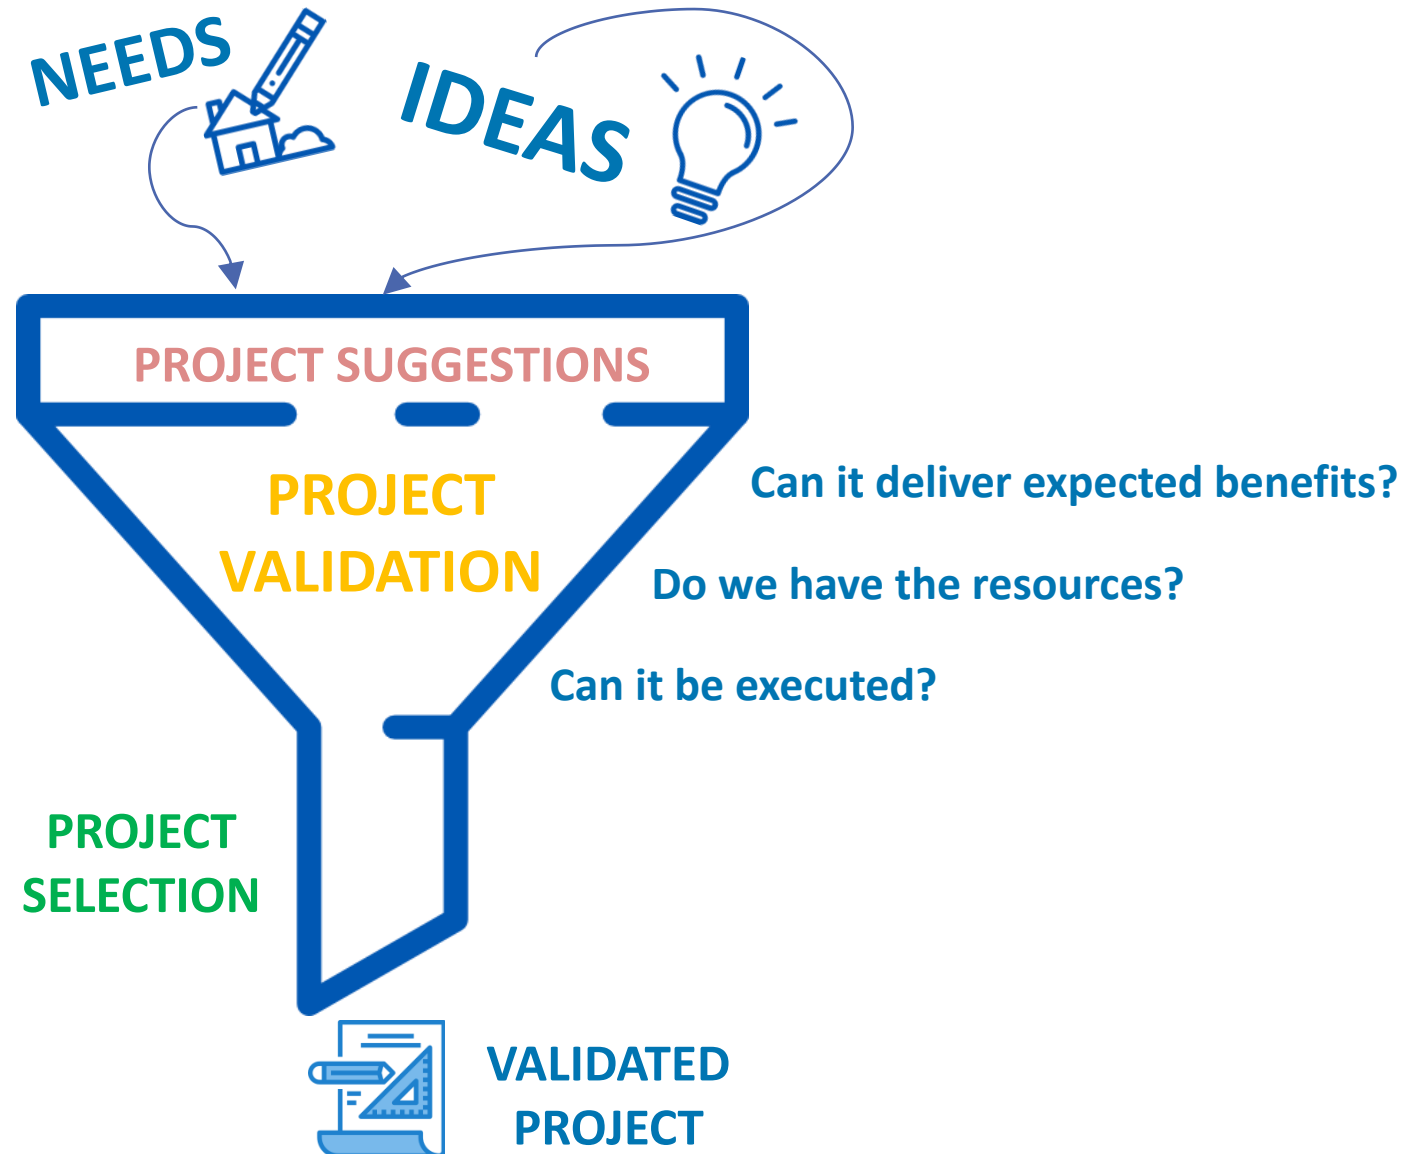 NEEDS
IDEAS
PROJECT SUGGESTIONS
PROJECT
VALIDATION
Can it deliver expected benefits?
Do we have the resources?
Can it be executed?
PROJECT
SELECTION
VALIDATED
PROJECT